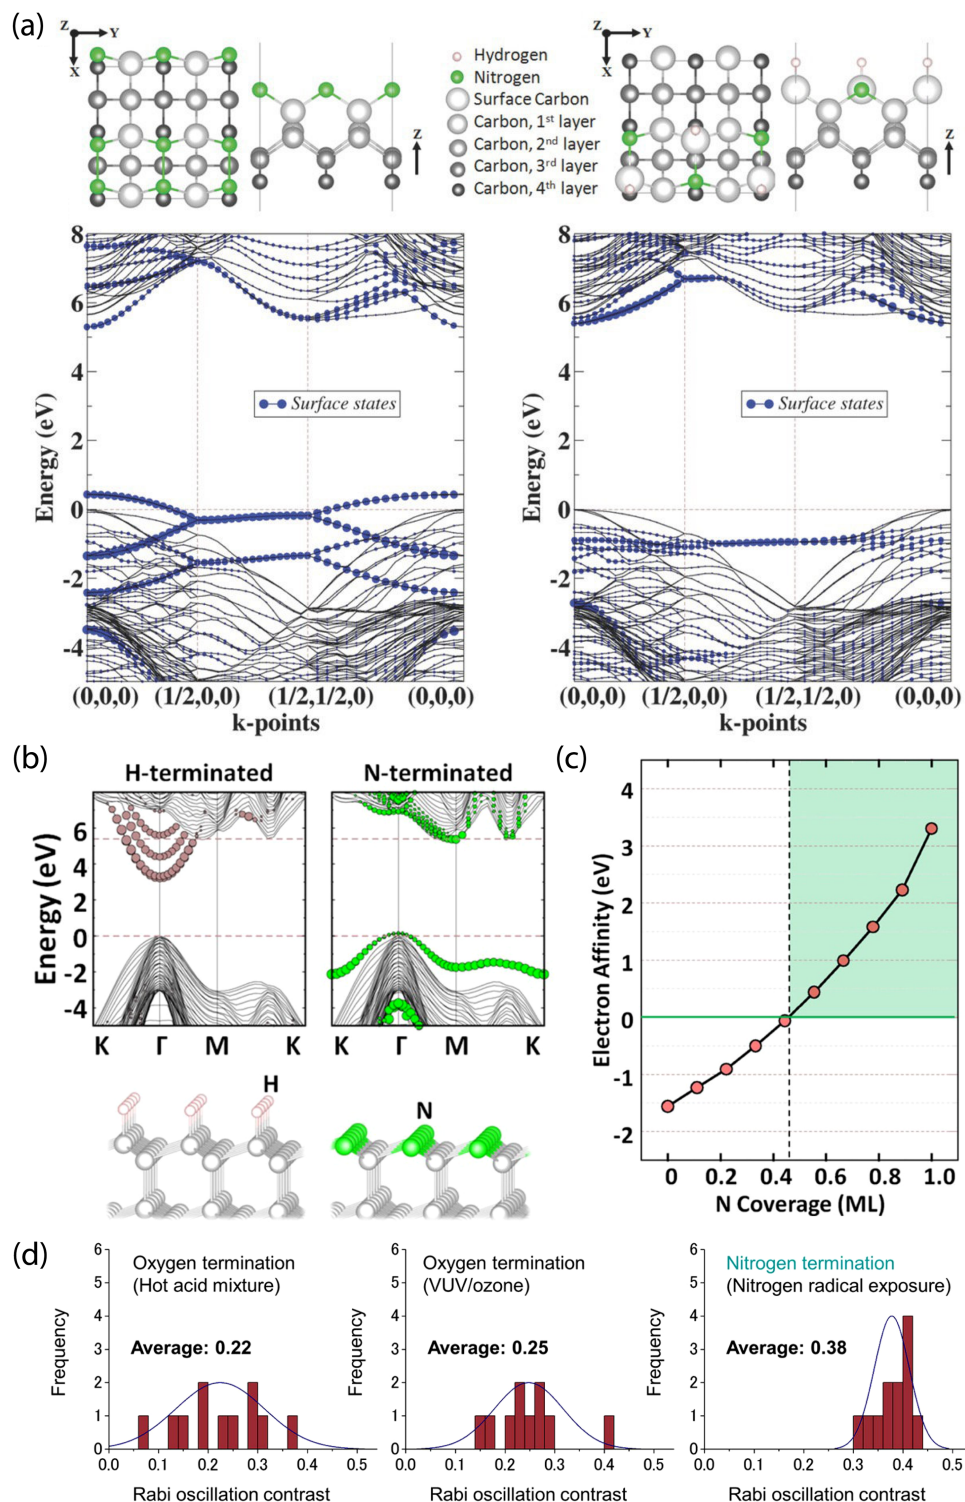 (a)
Z
Y
X
Z
Hydrogen
Nitrogen
Surface Carbon
Carbon, 1st layer
Carbon, 2nd layer
Carbon, 3rd layer
Carbon, 4th layer
Z
Y
X
Z
8
6
4
2
0
-2
-4
Energy (eV)
Surface states
(0,0,0) (1/2,0,0) (1/2,1/2,0) (0,0,0)
k-points
8
6
4
2
0
-2
-4
Energy (eV)
Surface states
(0,0,0) (1/2,0,0) (1/2,1/2,0) (0,0,0)
k-points
(b)
H-terminated
N-terminated
Energy (eV)
6
4
2
0
-2
-4
K Γ M K
K Γ M K
H
N
(c)
Electron Affinity (eV)
4
3
2
1
0
-1
-2
0 0.2 0.4 0.6 0.8 1.0
N Coverage (ML)
(d)
Frequency
6
5
4
3
2
1
0
Oxygen termination
(Hot acid mixture)
Average: 0.22
0.0 0.1 0.2 0.3 0.4 0.5
Rabi oscillation contrast
Frequency
6
5
4
3
2
1
0
Oxygen termination
(VUV/ozone)
Average: 0.25
0.0 0.1 0.2 0.3 0.4 0.5
Rabi oscillation contrast
Frequency
6
5
4
3
2
1
0
Nitrogen termination
(Nitrogen radical exposure)
Average: 0.38
0.0 0.1 0.2 0.3 0.4 0.5
Rabi oscillation contrast